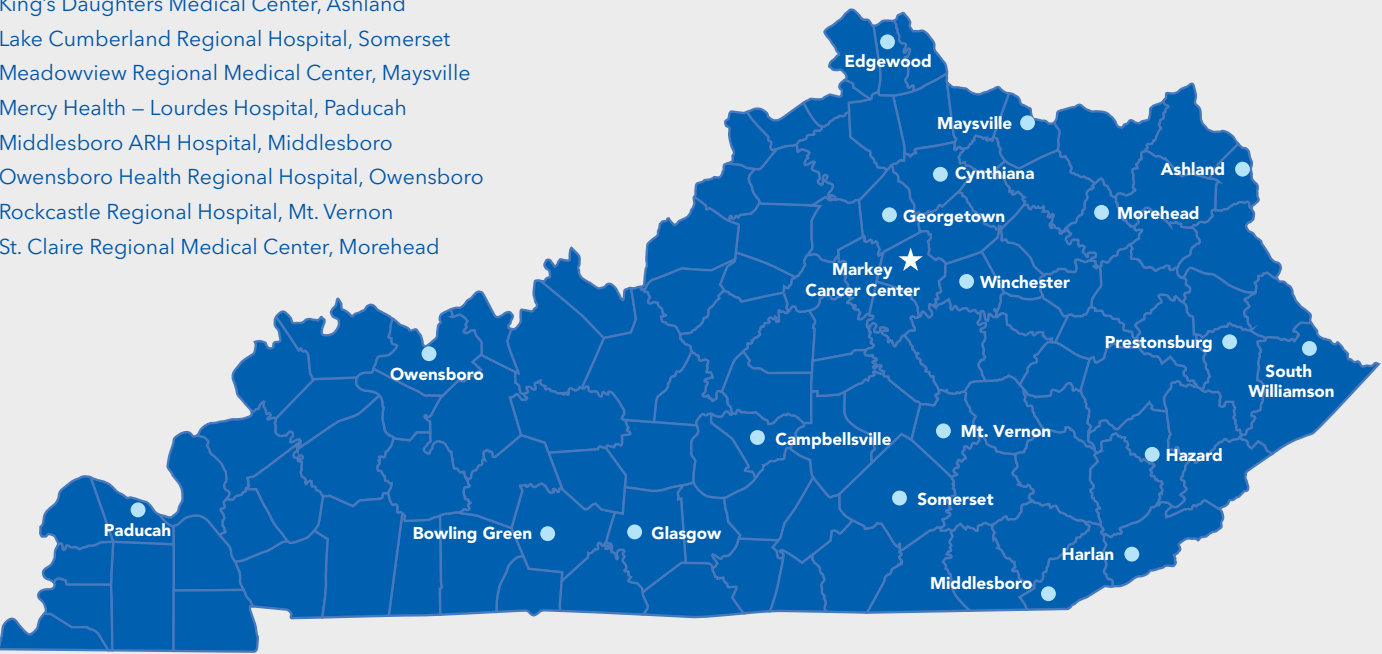 King's Daughters Medical Center, Ashland
Lake Cumberland Regional Hospital, Somerset
Meadowview Regional Medical Center, Maysville
Mercy Health – Lourdes Hospital, Paducah
Middlesboro ARH Hospital, Middlesboro
Owensboro Health Regional Hospital, Owensboro
Rockcastle Regional Hospital, Mt. Vernon
St. Claire Regional Medical Center, Morehead
Edgewood
Maysville
Cynthiana
Ashland
Georgetown
Morehead
Markey
Cancer Center
Winchester
Prestonsburg
South
Williamson
Owensboro
Campbellsville
Mt. Vernon
Hazard
Somerset
Paducah
Bowling Green
Glasgow
Harlan
Middlesboro